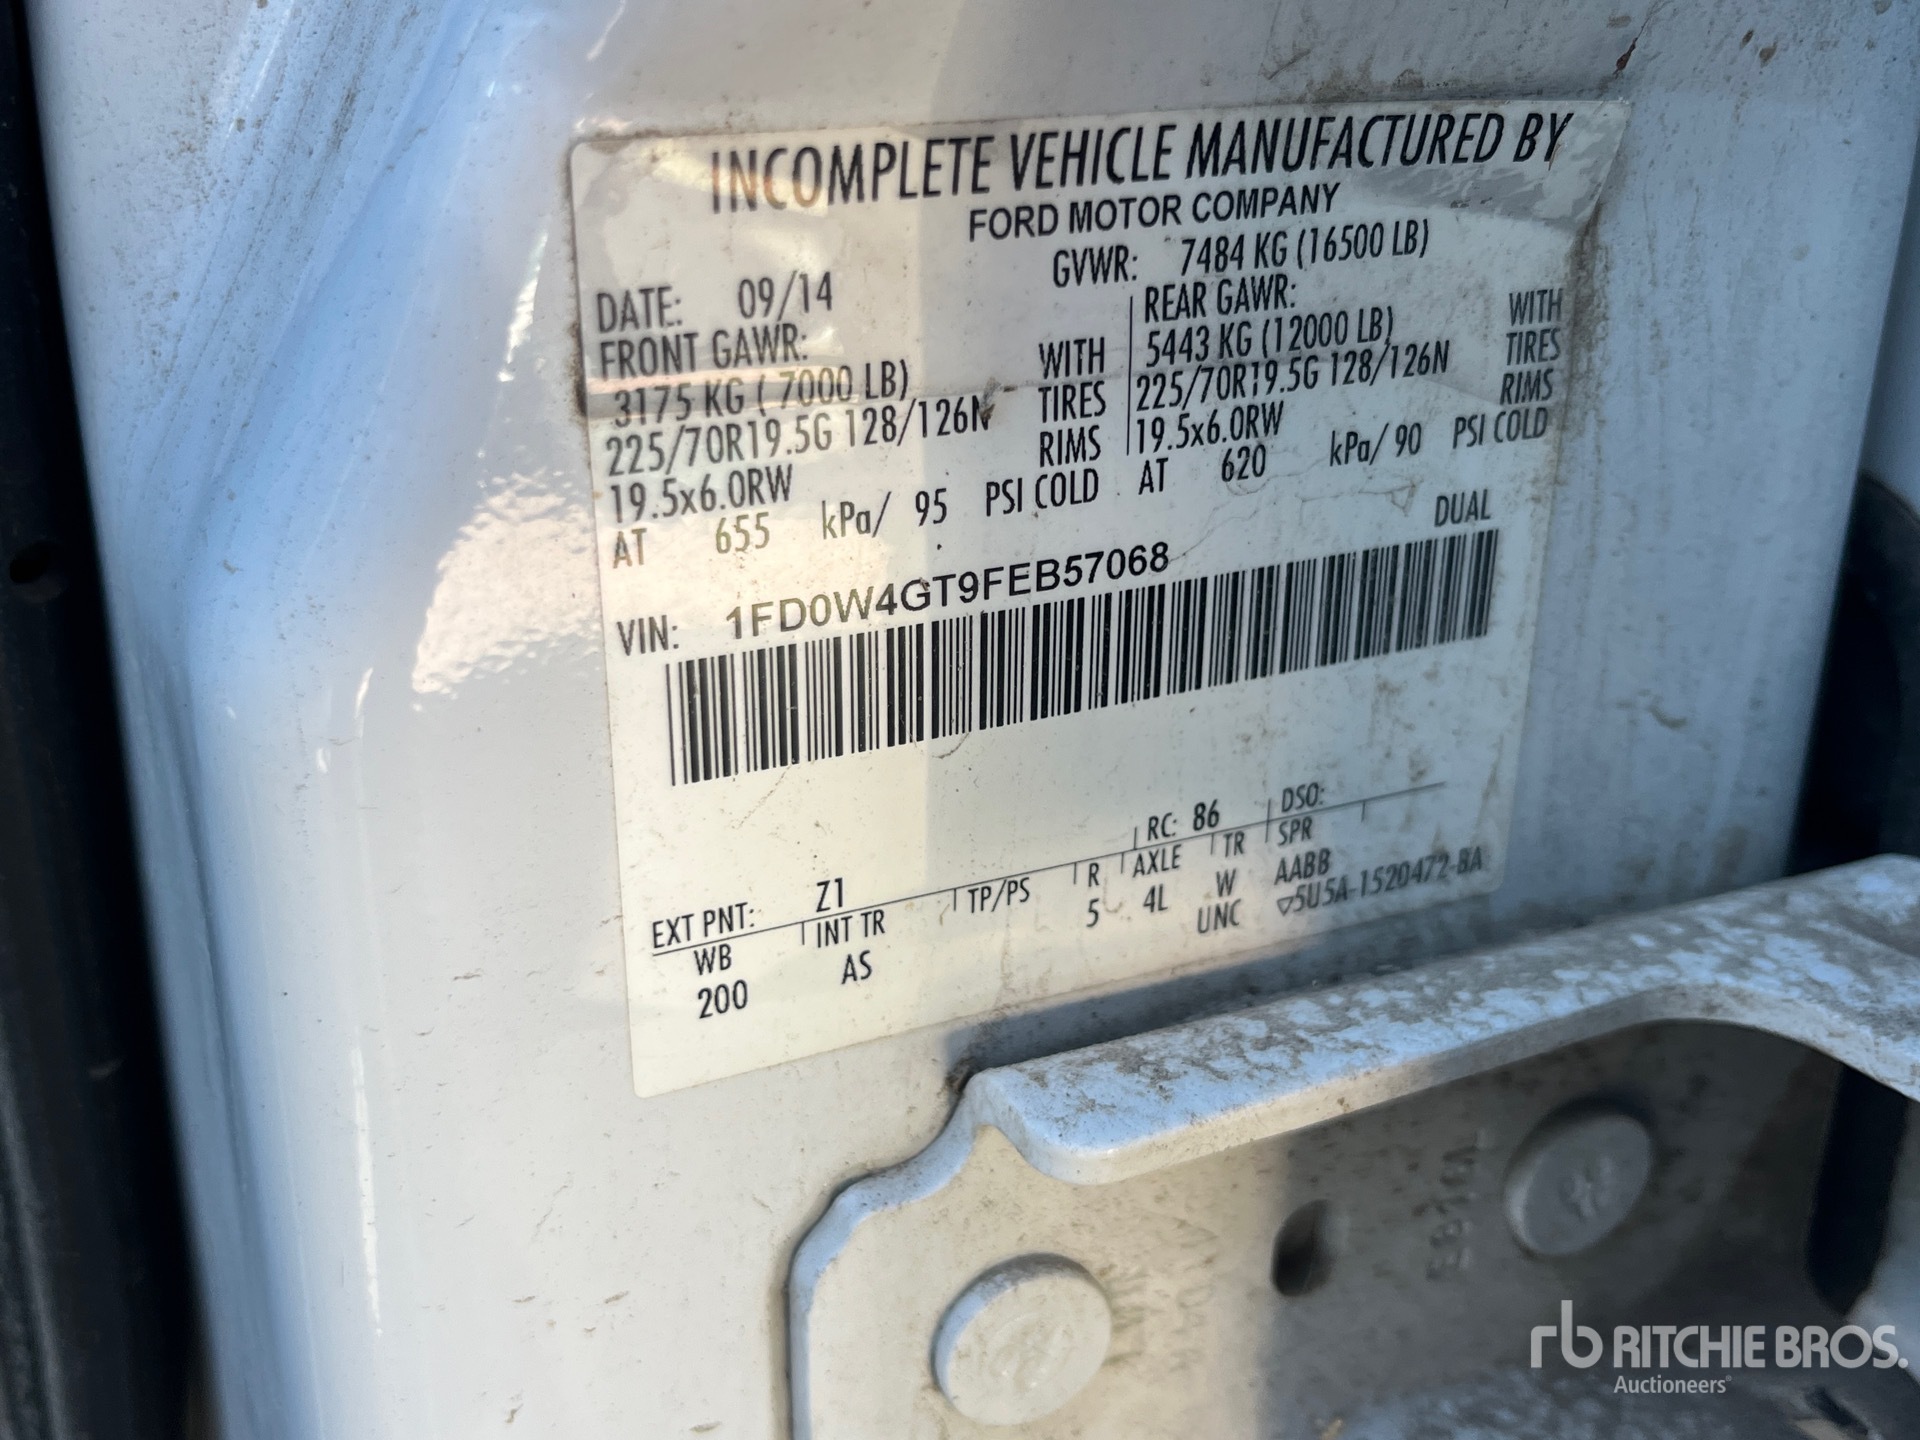 INCOMPLETE VEHICLE MANUFACTURED BY
FORD MOTOR COMPANY
DATE: 09/14 GVWR: 7484 KG (16500 LB)
FRONT GAWR: REAR GAWR:
3175 KG ( 7000 LB) WITH 5443 KG (12000 LB) WITH
225/70R19.5G 128/126N TIRES 225/70R19.5G 128/126N TIRES
19.5x6.0RW RIMS 19.5x6.0RW RIMS
AT 655 kPa/ 95 PSI COLD AT 620 kPa/ 90 PSI COLD
DUAL
VIN: 1FD0W4GT9FEB57068
EXT PNT: Z1 RC: 86 DSO:
WB INT TR TP/PS R AXLE TR SPR
200 AS 5 4L W AABB
UNC ▽5U5A-1520472-BA
rb RITCHIE BROS.
Auctioneers